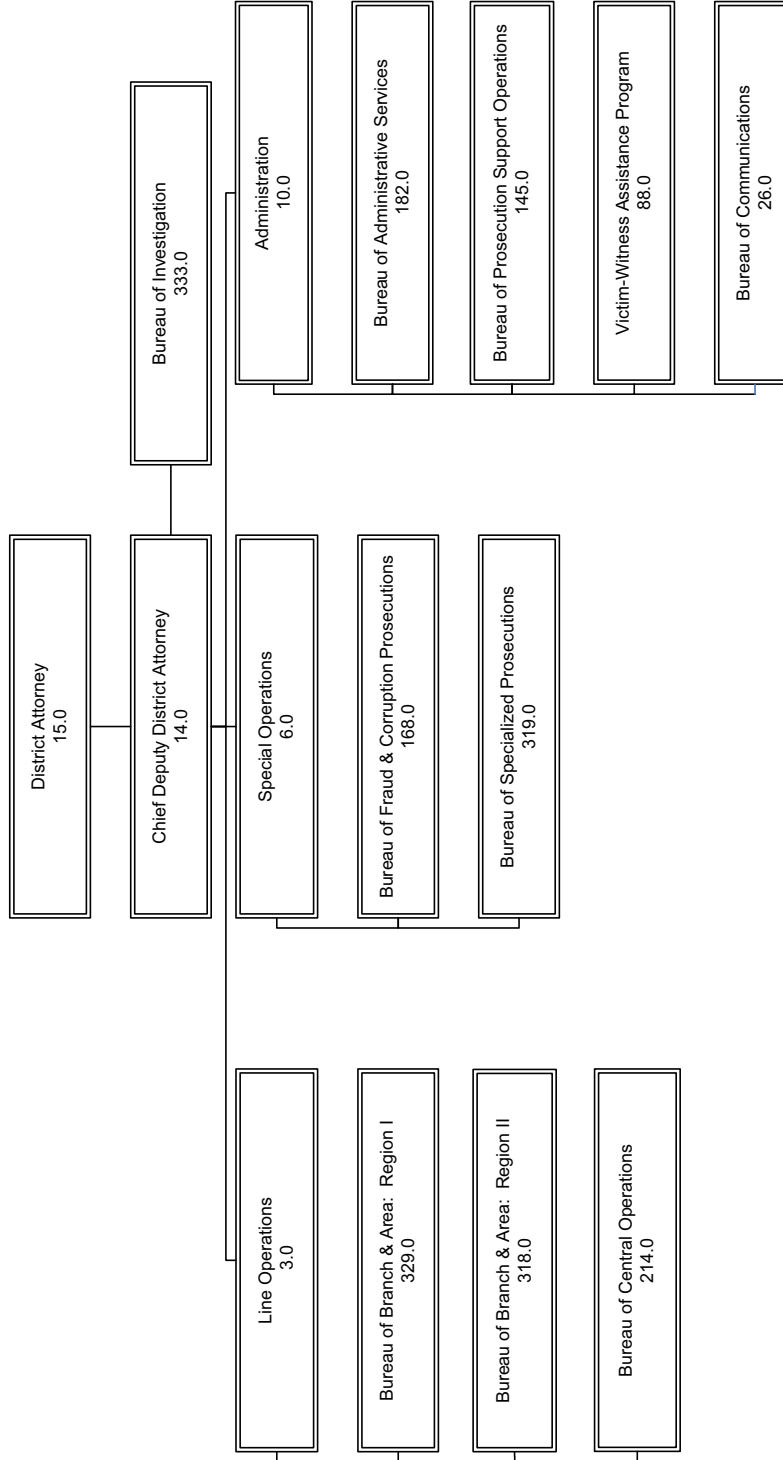 District Attorney
15.0
Chief Deputy District Attorney
14.0
Bureau of Investigation
333.0
Line Operations
3.0
Bureau of Branch & Area: Region I
329.0
Bureau of Branch & Area: Region II
318.0
Bureau of Central Operations
214.0
Special Operations
6.0
Bureau of Fraud & Corruption Prosecutions
168.0
Bureau of Specialized Prosecutions
319.0
Administration
10.0
Bureau of Administrative Services
182.0
Bureau of Prosecution Support Operations
145.0
Victim-Witness Assistance Program
88.0
Bureau of Communications
26.0